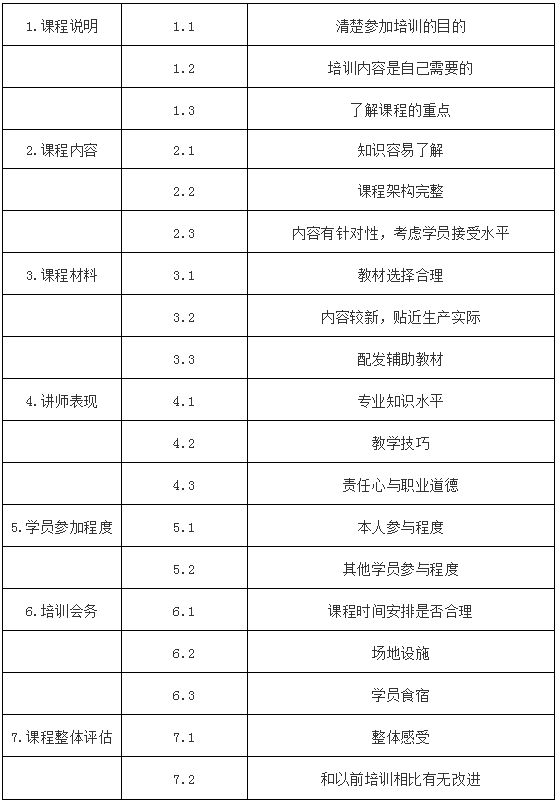 1.课程说明 1.1 清楚参加培训的目的
1.2 培训内容是自己需要的
1.3 了解课程的重点
2.课程内容 2.1 知识容易了解
2.2 课程架构完整
2.3 内容有针对性，考虑学员接受水平
3.课程材料 3.1 教材选择合理
3.2 内容较新，贴近生产实际
3.3 配发辅助教材
4.讲师表现 4.1 专业知识水平
4.2 教学技巧
4.3 责任心与职业道德
5.学员参加程度 5.1 本人参与程度
5.2 其他学员参与程度
6.培训会务 6.1 课程时间安排是否合理
6.2 场地设施
6.3 学员食宿
7.课程整体评估 7.1 整体感受
7.2 和以前培训相比有无改进